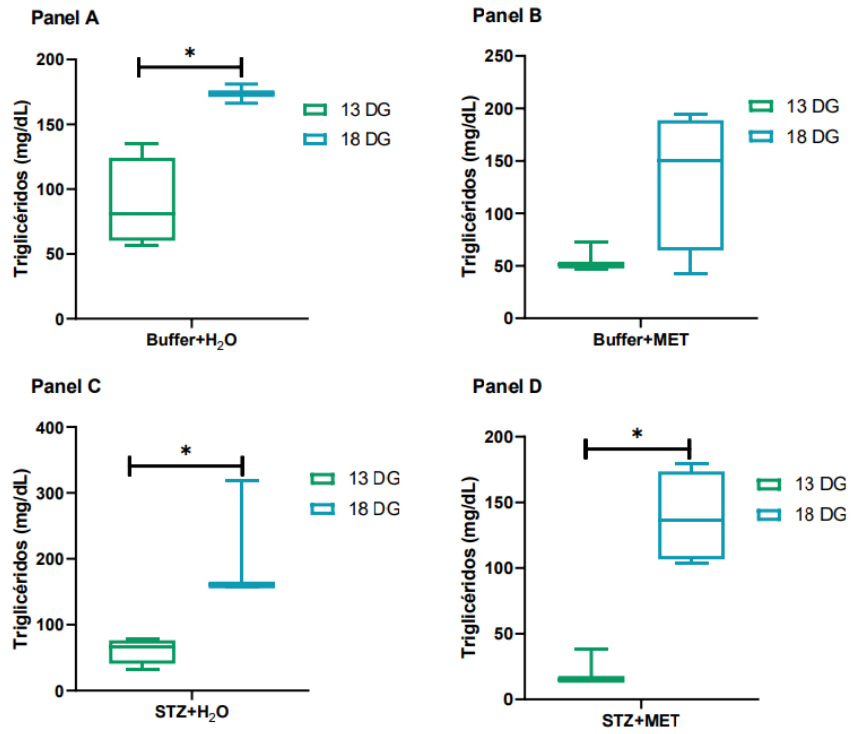 Panel A
*
200
150
100
50
0
Triglicéridos (mg/dL)
13 DG
18 DG
Buffer+H₂O
Panel B
250
200
150
100
50
0
Triglicéridos (mg/dL)
13 DG
18 DG
Buffer+MET
Panel C
*
400
300
200
100
0
Triglicéridos (mg/dL)
13 DG
18 DG
STZ+H₂O
Panel D
*
200
150
100
50
0
Triglicéridos (mg/dL)
13 DG
18 DG
STZ+MET